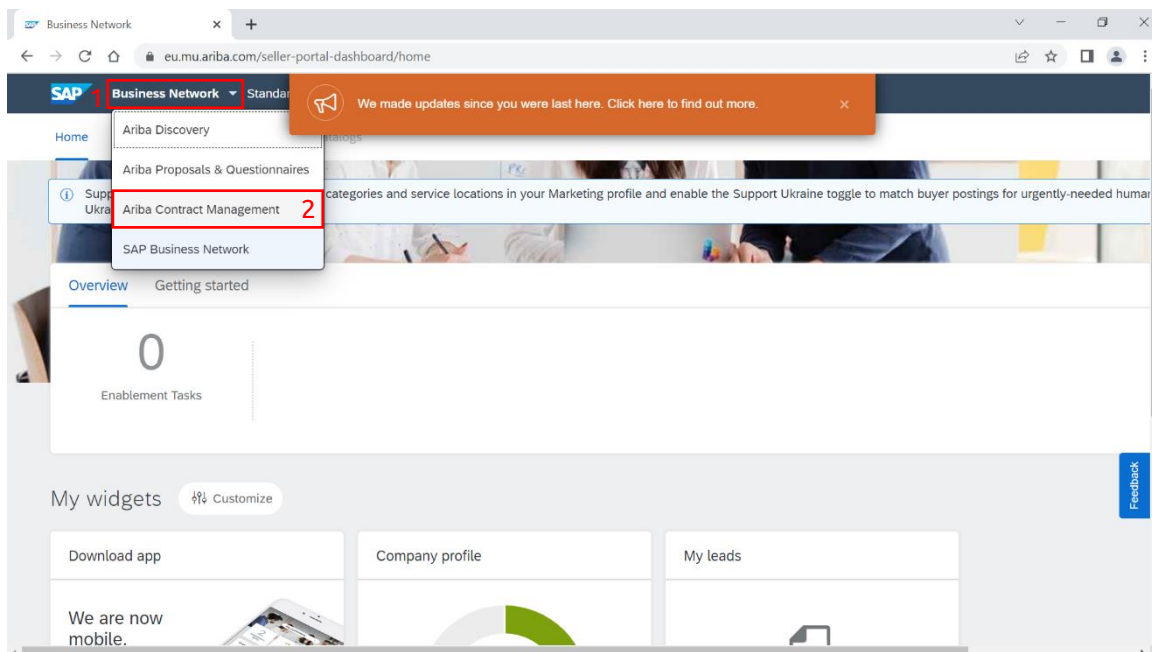 Business Network
eu.mu.ariba.com/seller-portal-dashboard/home
SAP 1 Business Network Standar
We made updates since you were last here. Click here to find out more.
Home
Ariba Discovery
alogs
Ariba Proposals & Questionnaires
Supp categories and service locations in your Marketing profile and enable the Support Ukraine toggle to match buyer postings for urgently-needed humar
Ukra
Ariba Contract Management 2
SAP Business Network
Overview Getting started
0
Enablement Tasks
Feedback
My widgets Customize
Download app Company profile My leads
We are now
mobile.